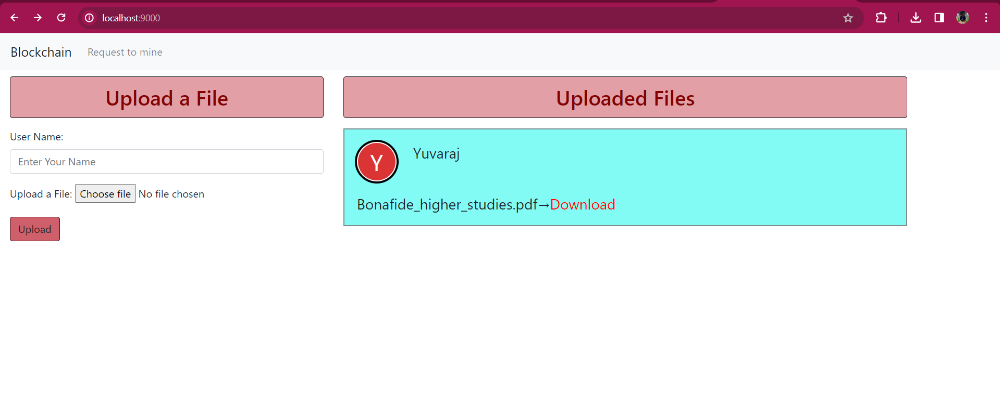 localhost:9000
Blockchain Request to mine
Upload a File
User Name:
Enter Your Name
Upload a File: Choose file No file chosen
Upload
Uploaded Files
Y Yuvaraj
Bonafide_higher_studies.pdf→Download